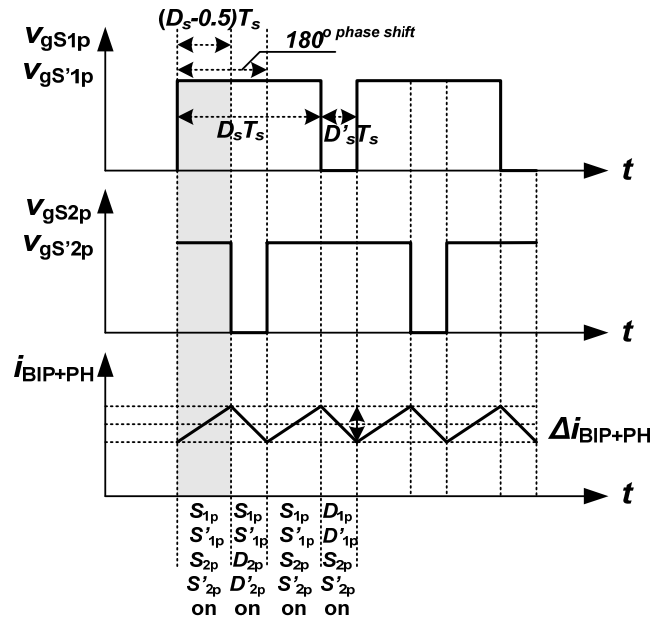 (Ds-0.5)Ts
180° phase shift
vgS1p
vgS'1p
DsTs
D'sTs
t
vgS2p
vgS'2p
t
iBIP+PH
ΔiBIP+PH
t
S1p S1p S1p D1p
S'1p S'1p S'1p D'1p
S2p D2p S2p S2p
S'2p D'2p S'2p S'2p
on on on on